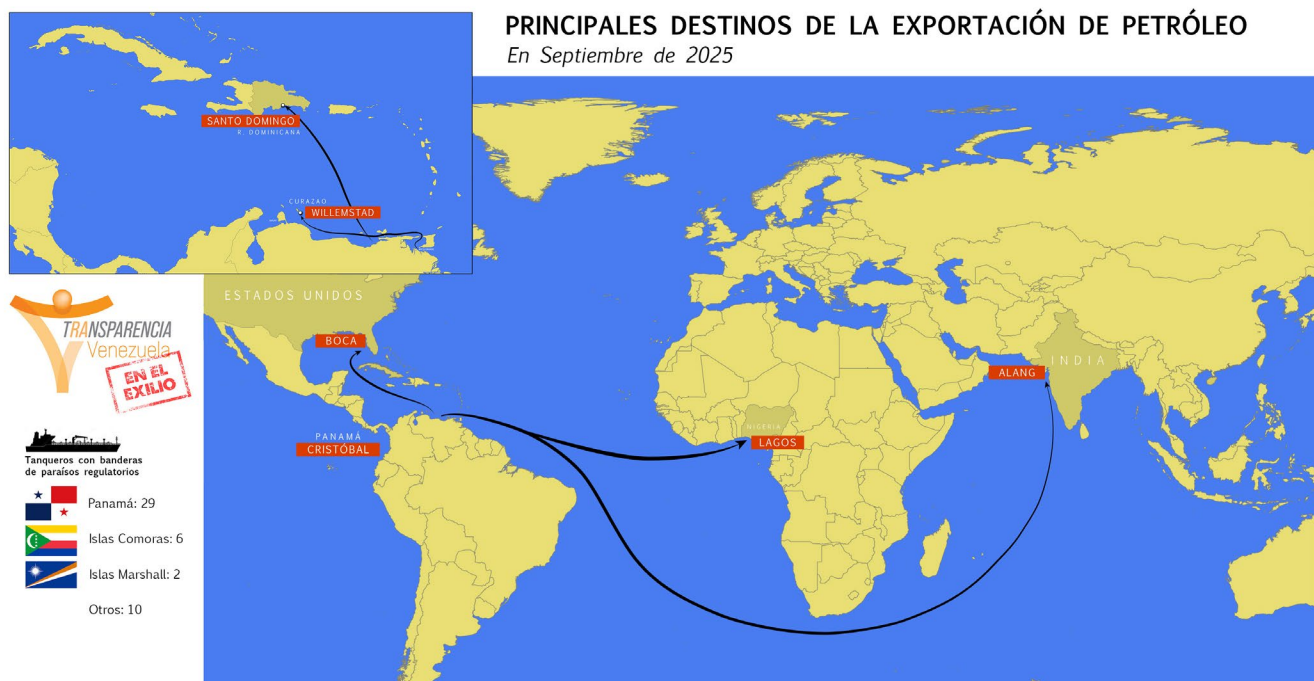 PRINCIPALES DESTINOS DE LA EXPORTACIÓN DE PETRÓLEO
En Septiembre de 2025
SANTO DOMINGO
R. DOMINICANA
CURAZAO
WILLEMSTAD
ESTADOS UNIDOS
BOCA
PANAMÁ
CRISTÓBAL
NIGERIA
LAGOS
ALANG
INDIA
TRANSPARENCIA
Venezuela
EN EL
EXILIO
Tanqueros con banderas
de paraísos regulatorios
Panamá: 29
Islas Comoras: 6
Islas Marshall: 2
Otros: 10